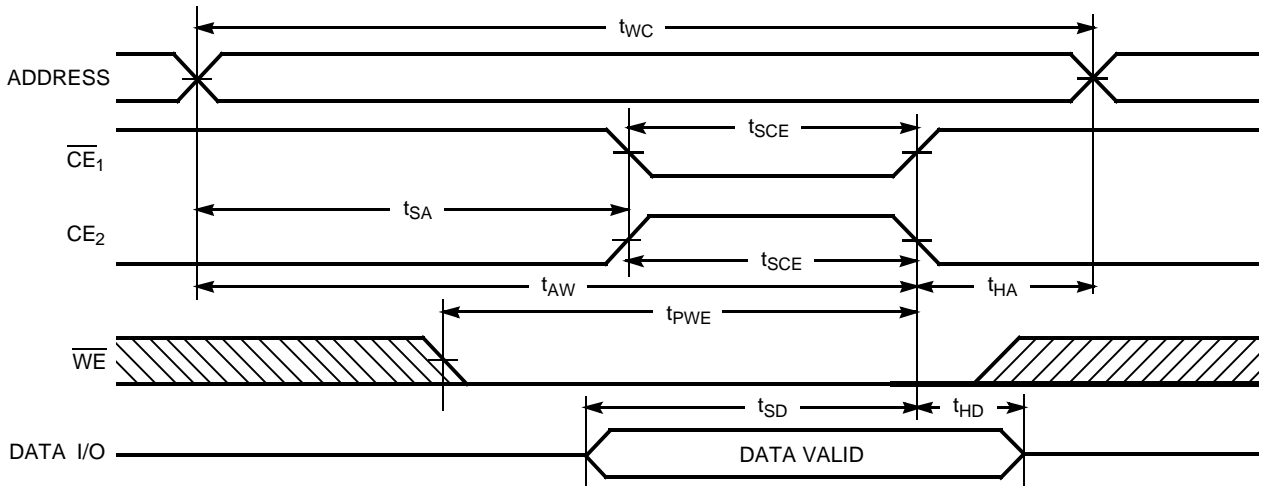 tWC
ADDRESS
tSCE
CE1
tSA
CE2
tSCE
tAW
tHA
tPWE
WE
tSD
tHD
DATA I/O
DATA VALID